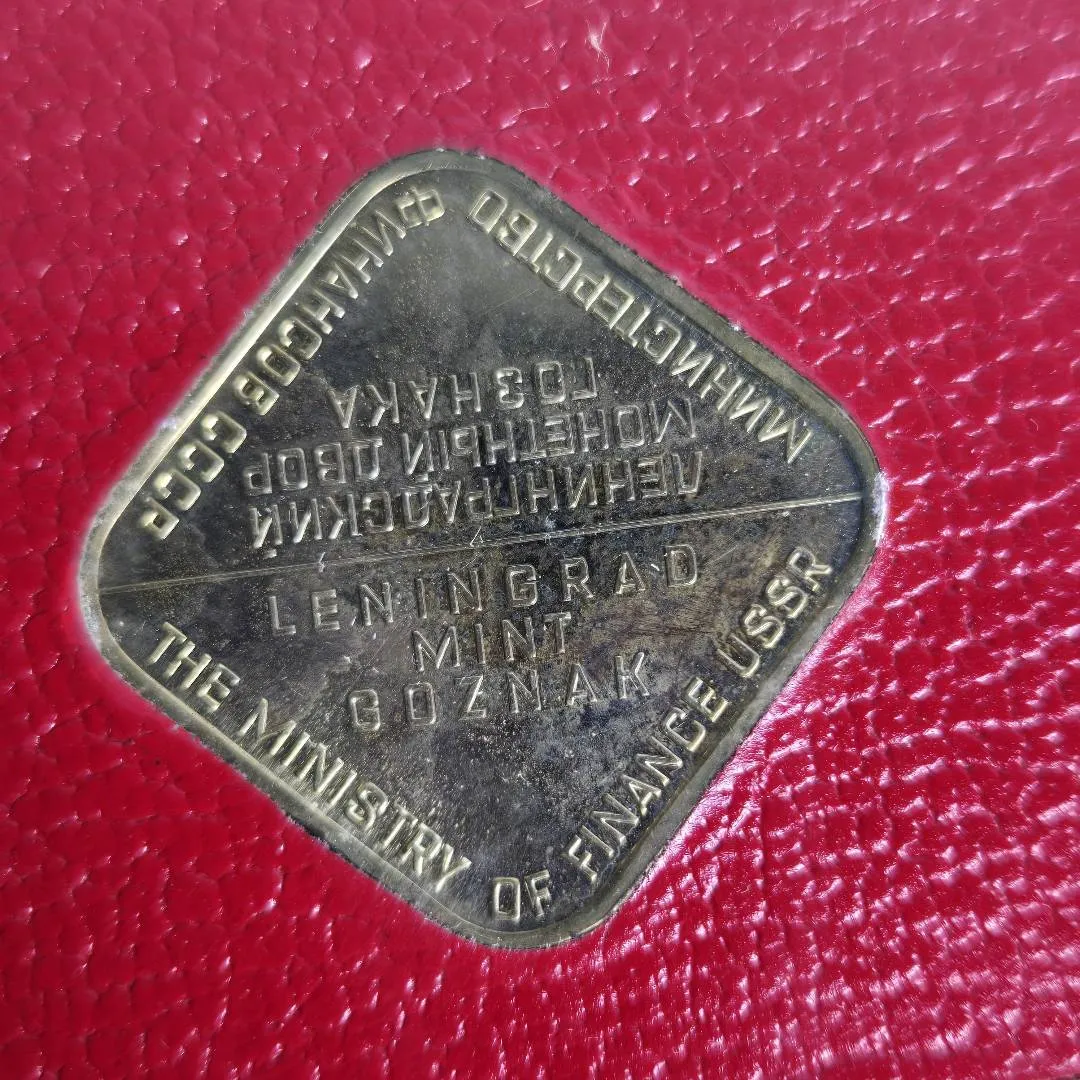 МИНИСТЕРСТВО
ФИНАНСОВ СССР
ЛЕНИНГРАДСКИЙ
МОНЕТНЫЙ ДВОР
ГОЗНАКА
LENINGRAD
MINT
GOZNAK
THE MINISTRY
OF FINANCE USSR